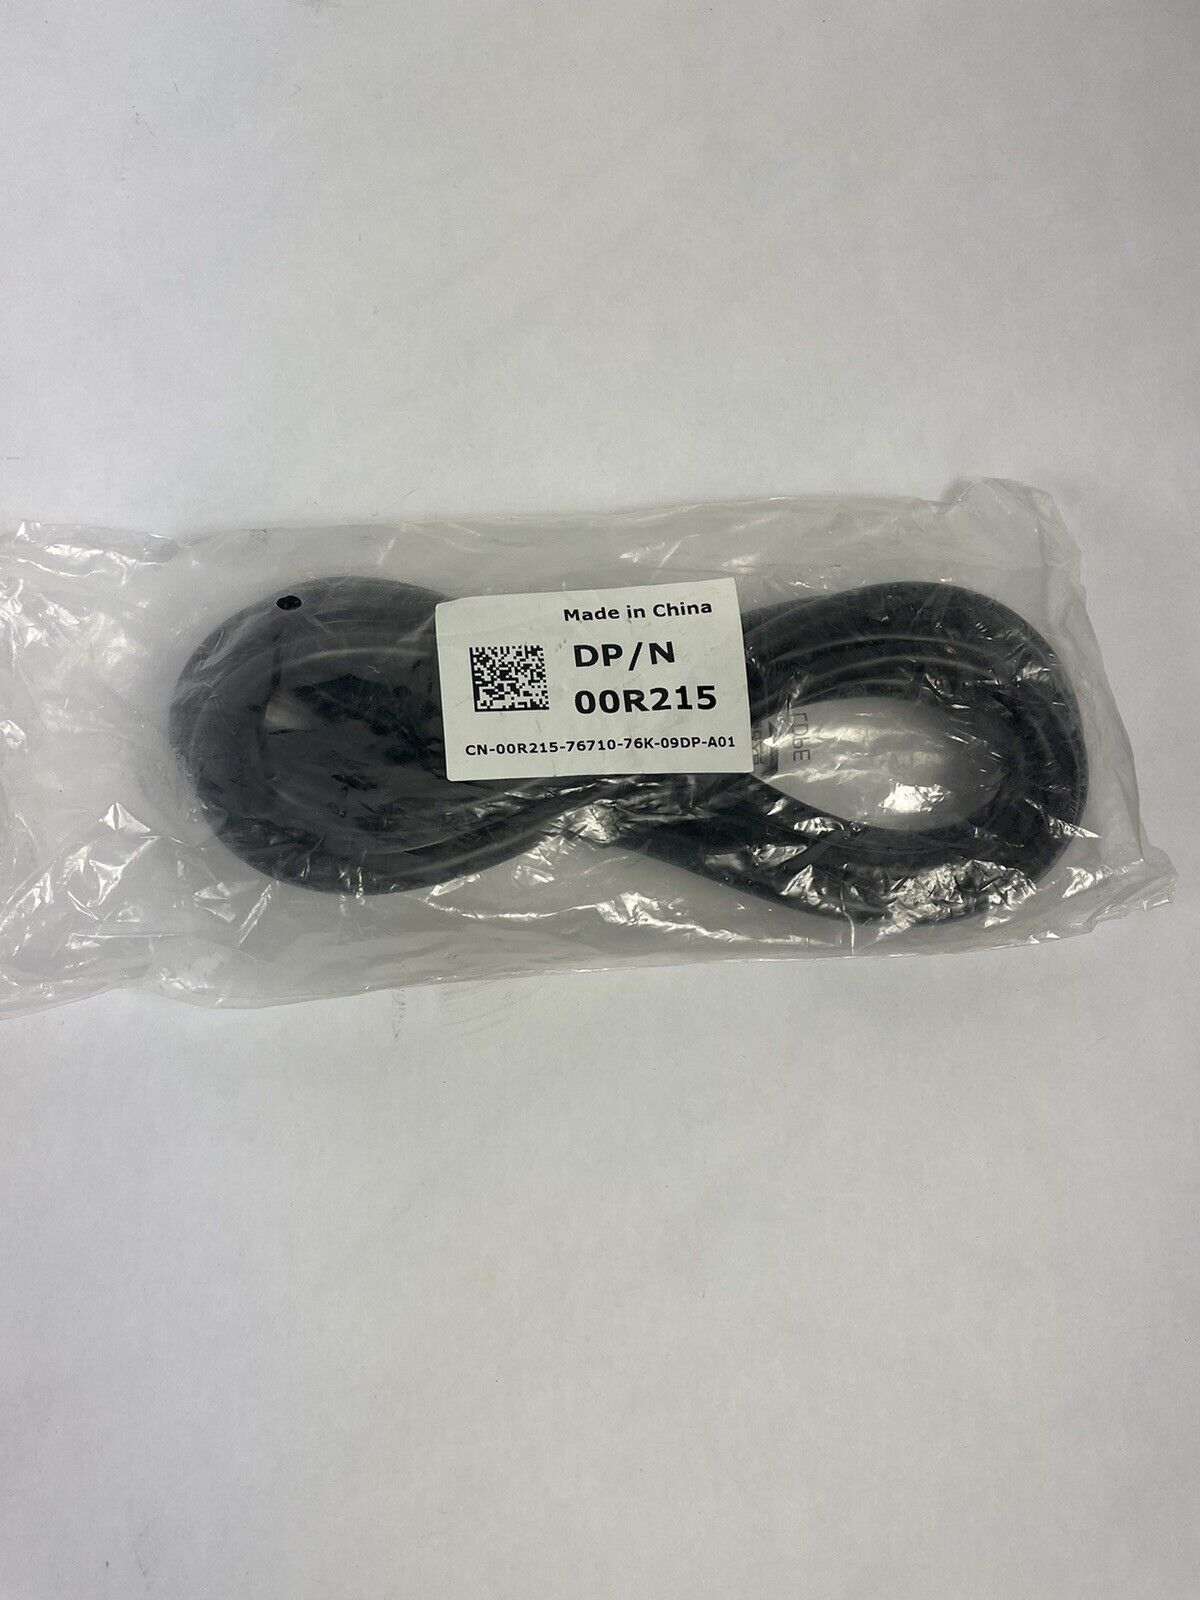 Made in China
DP/N
00R215
CN-00R215-76710-76K-09DP-A01